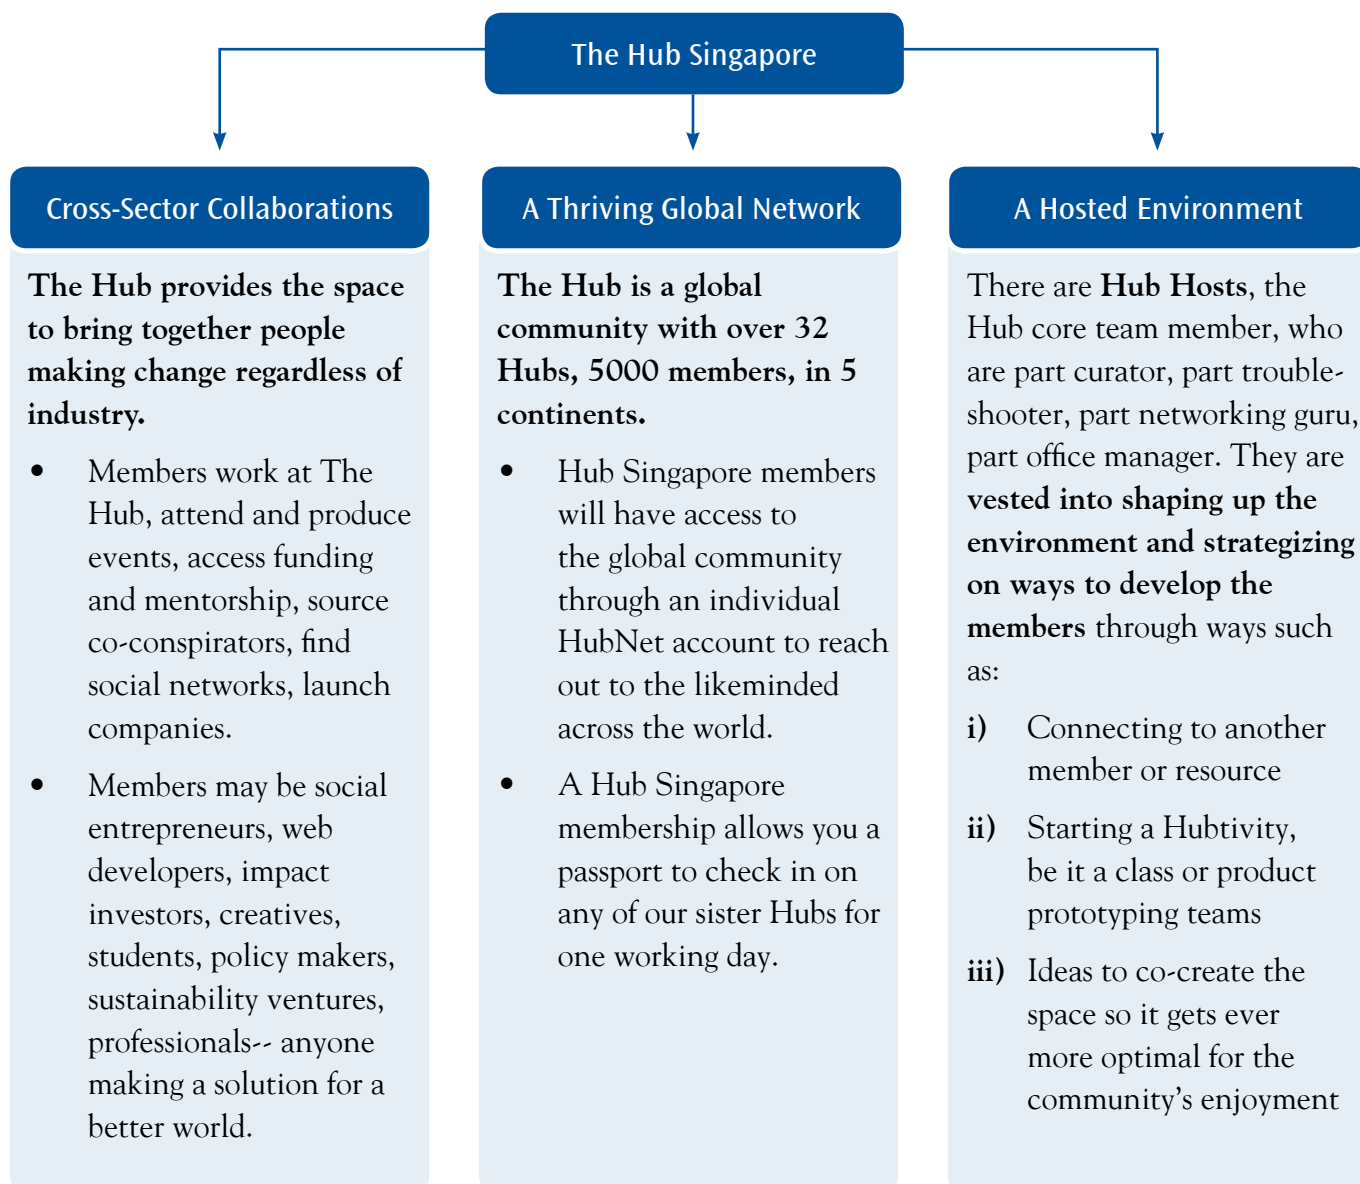 The Hub Singapore
Cross-Sector Collaborations
The Hub provides the space
to bring together people
making change regardless of
industry.
• Members work at The
Hub, attend and produce
events, access funding
and mentorship, source
co-conspirators, find
social networks, launch
companies.
• Members may be social
entrepreneurs, web
developers, impact
investors, creatives,
students, policy makers,
sustainability ventures,
professionals-- anyone
making a solution for a
better world.
A Thriving Global Network
The Hub is a global
community with over 32
Hubs, 5000 members, in 5
continents.
• Hub Singapore members
will have access to
the global community
through an individual
HubNet account to reach
out to the likeminded
across the world.
• A Hub Singapore
membership allows you a
passport to check in on
any of our sister Hubs for
one working day.
A Hosted Environment
There are Hub Hosts, the
Hub core team member, who
are part curator, part trouble-
shooter, part networking guru,
part office manager. They are
vested into shaping up the
environment and strategizing
on ways to develop the
members through ways such
as:
i) Connecting to another
member or resource
ii) Starting a Hubtivity,
be it a class or product
prototyping teams
iii) Ideas to co-create the
space so it gets ever
more optimal for the
community's enjoyment